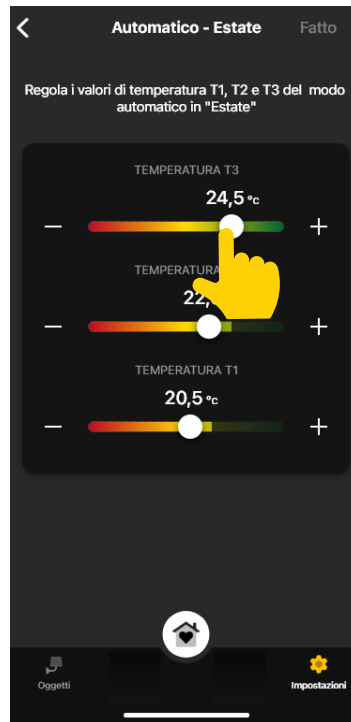 Automatico - Estate Fatto
Regola i valori di temperatura T1, T2 e T3 del modo
automatico in "Estate"
TEMPERATURA T3
24,5 °c
TEMPERATURA
20,5 °c
TEMPERATURA T1
Oggetti
Impostazioni